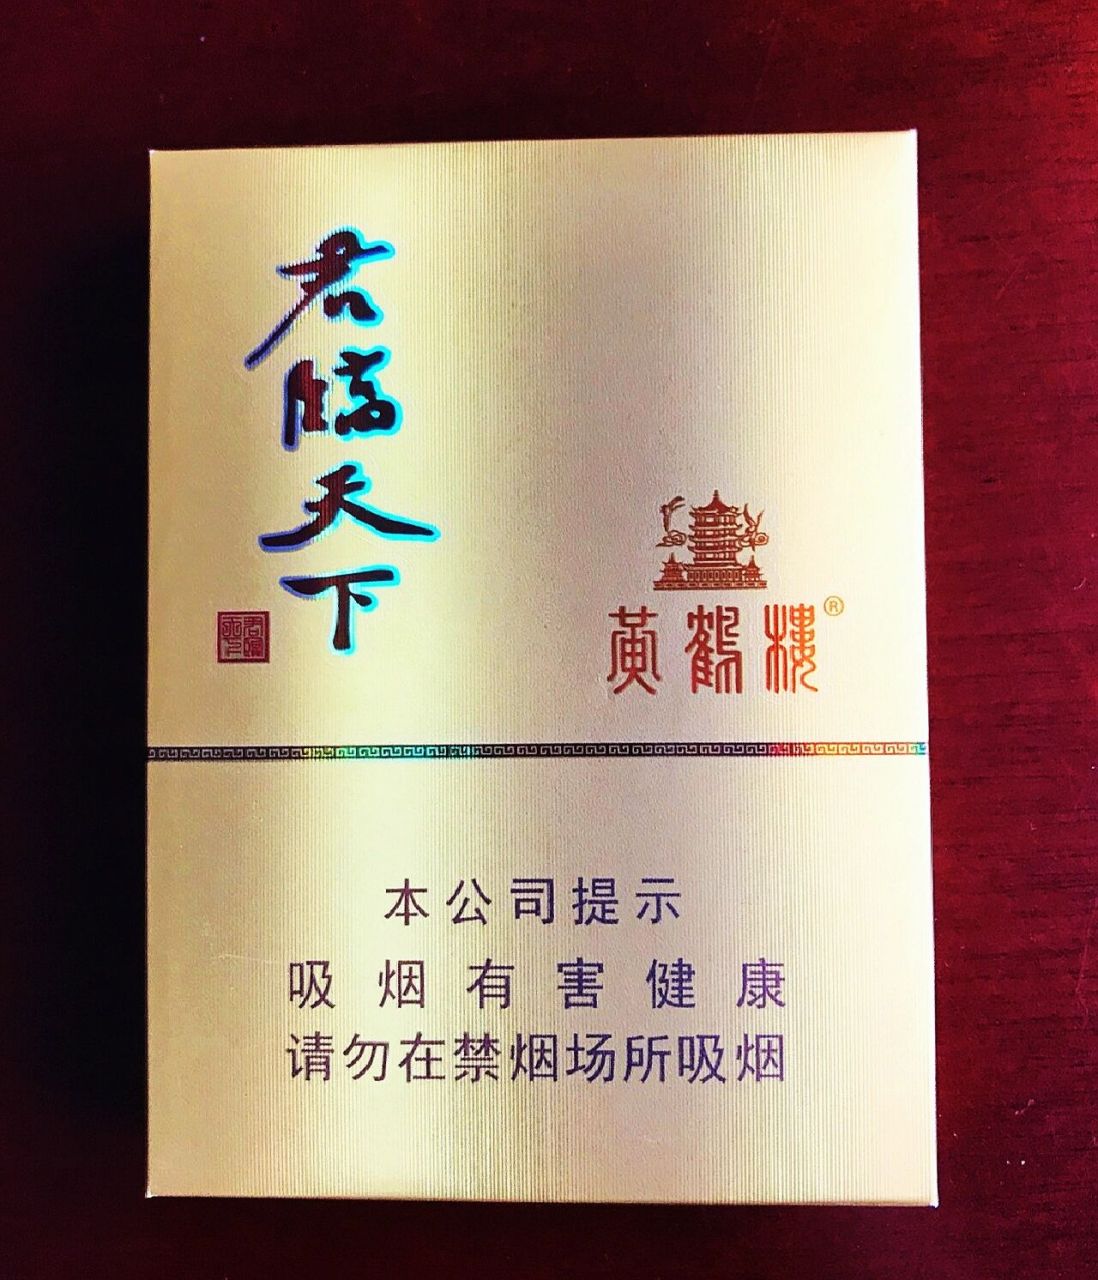 君臨天下
黃鶴樓®
本公司提示
吸烟有害健康
请勿在禁烟场所吸烟